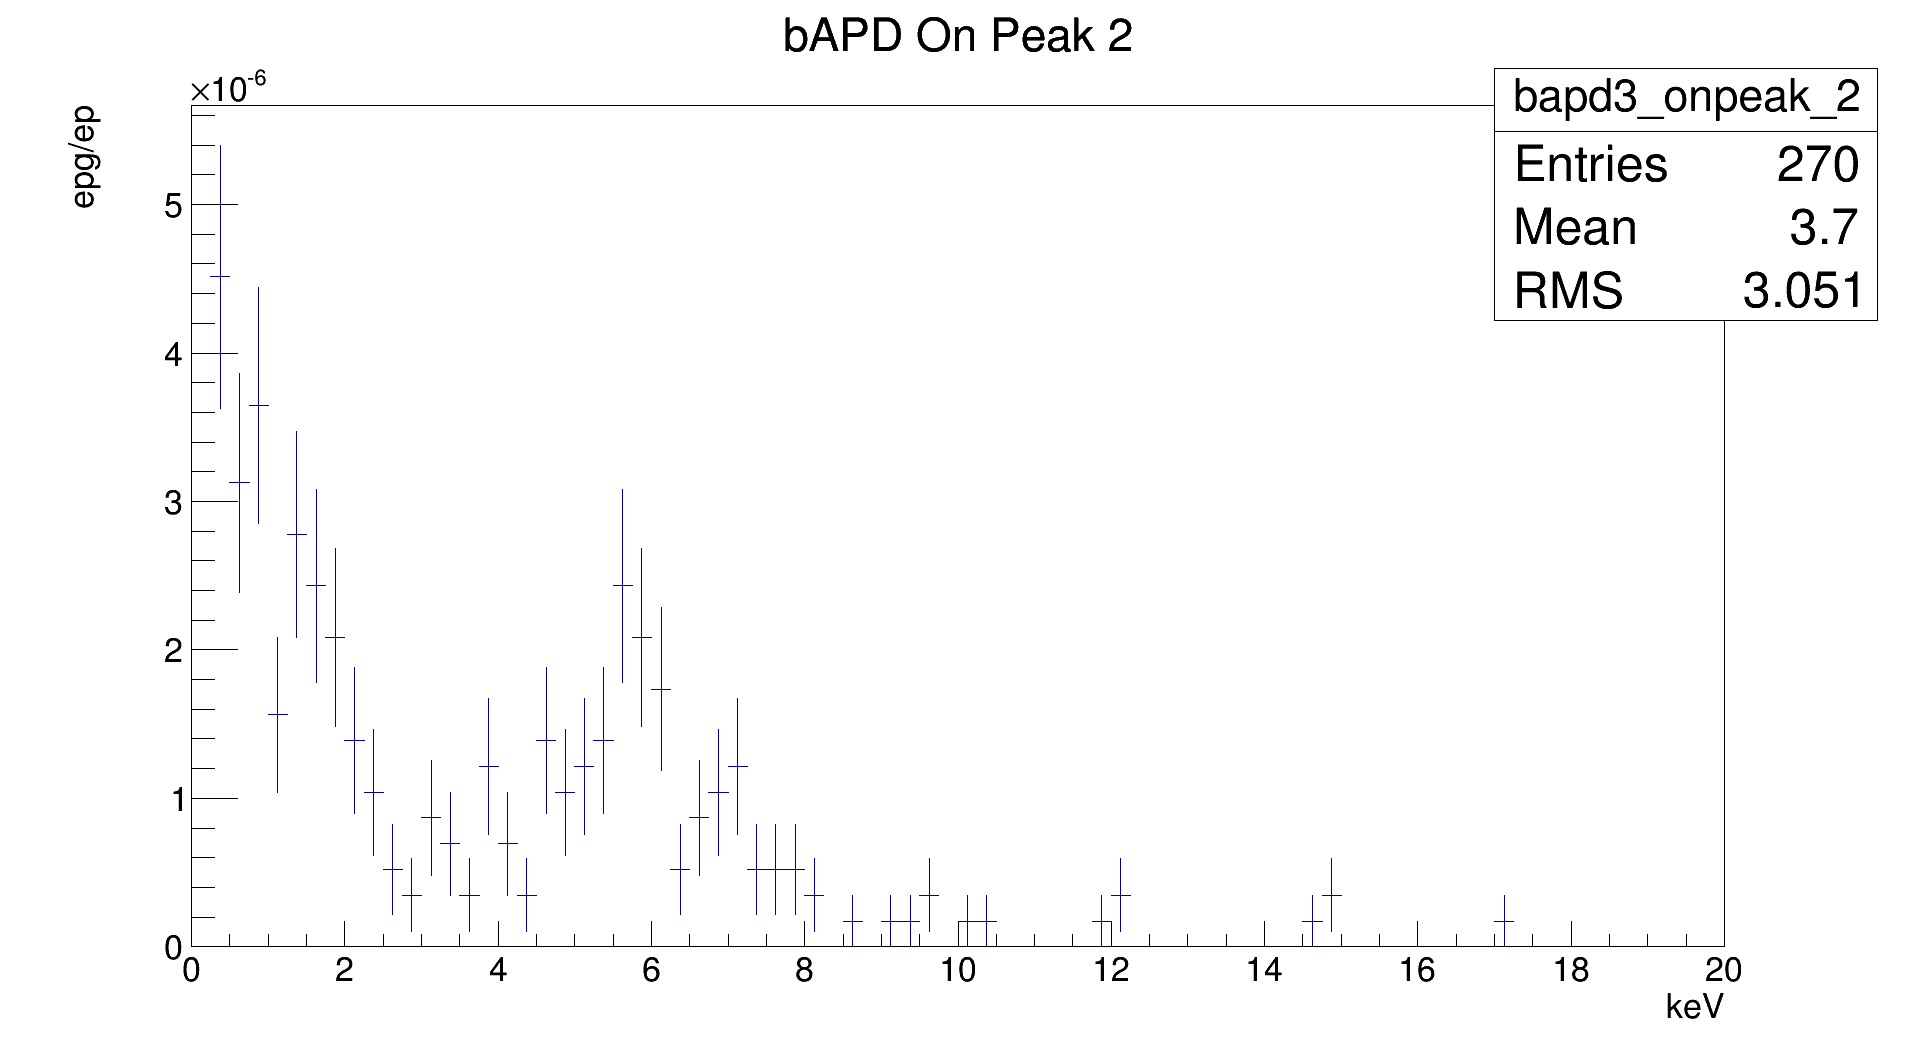 bAPD On Peak 2
×10-6
epg/ep
bapd3_onpeak_2
Entries 270
Mean 3.7
RMS 3.051
5
4
3
2
1
0
0 2 4 6 8 10 12 14 16 18 20
keV